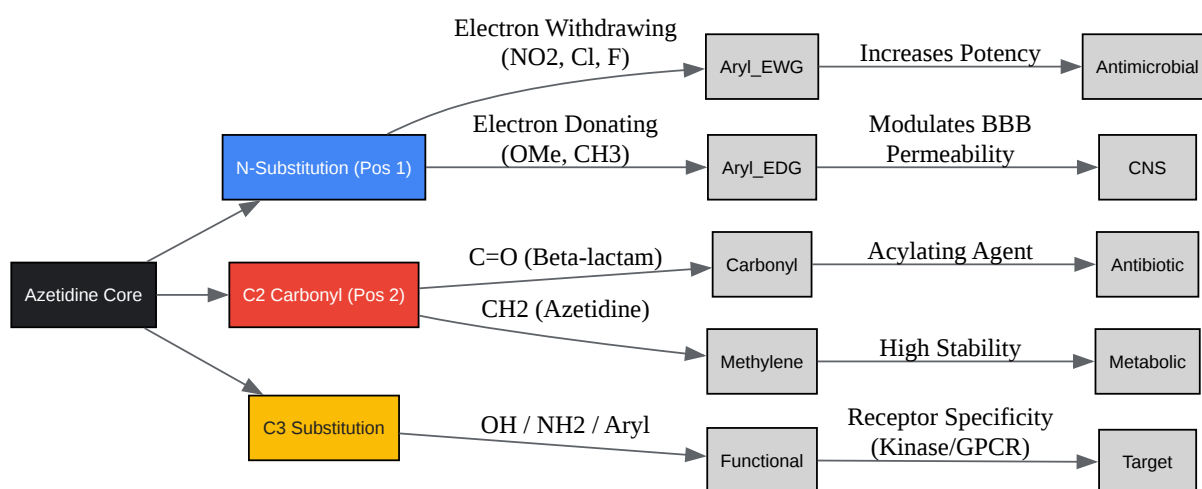 Electron Withdrawing
(NO2, Cl, F)
Aryl_EWG
Increases Potency
Antimicrobial
N-Substitution (Pos 1)
Electron Donating
(OMe, CH3)
Aryl_EDG
Modulates BBB
Permeability
CNS
Azetidine Core
C2 Carbonyl (Pos 2)
C=O (Beta-lactam)
Carbonyl
Acylating Agent
Antibiotic
CH2 (Azetidine)
Methylene
High Stability
Metabolic
C3 Substitution
OH / NH2 / Aryl
Functional
Receptor Specificity
(Kinase/GPCR)
Target